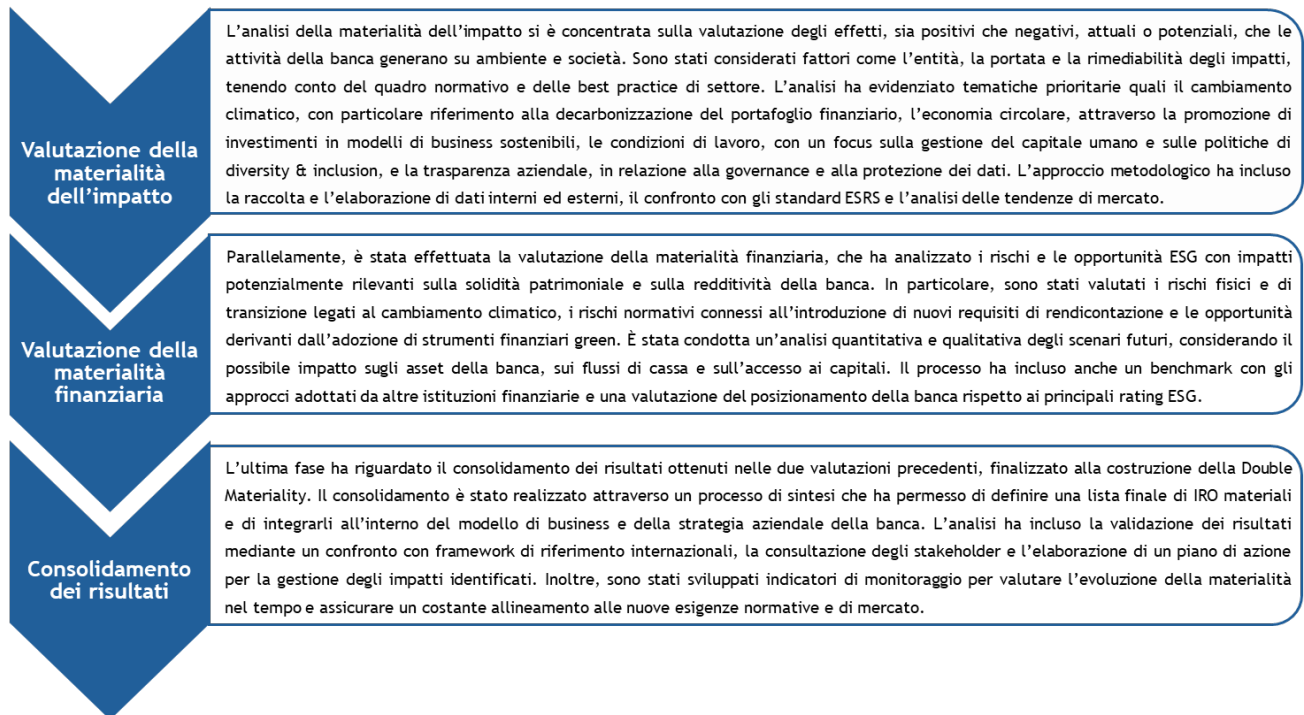 Valutazione della
materialità
dell’impatto
L’analisi della materialità dell’impatto si è concentrata sulla valutazione degli effetti, sia positivi che negativi, attuali o potenziali, che le
attività della banca generano su ambiente e società. Sono stati considerati fattori come l’entità, la portata e la rimediabilità degli impatti,
tenendo conto del quadro normativo e delle best practice di settore. L’analisi ha evidenziato tematiche prioritarie quali il cambiamento
climatico, con particolare riferimento alla decarbonizzazione del portafoglio finanziario, l’economia circolare, attraverso la promozione di
investimenti in modelli di business sostenibili, le condizioni di lavoro, con un focus sulla gestione del capitale umano e sulle politiche di
diversity & inclusion, e la trasparenza aziendale, in relazione alla governance e alla protezione dei dati. L’approccio metodologico ha incluso
la raccolta e l’elaborazione di dati interni ed esterni, il confronto con gli standard ESRS e l’analisi delle tendenze di mercato.
Valutazione della
materialità
finanziaria
Parallelamente, è stata effettuata la valutazione della materialità finanziaria, che ha analizzato i rischi e le opportunità ESG con impatti
potenzialmente rilevanti sulla solidità patrimoniale e sulla redditività della banca. In particolare, sono stati valutati i rischi fisici e di
transizione legati al cambiamento climatico, i rischi normativi connessi all’introduzione di nuovi requisiti di rendicontazione e le opportunità
derivanti dall’adozione di strumenti finanziari green. È stata condotta un’analisi quantitativa e qualitativa degli scenari futuri, considerando il
possibile impatto sugli asset della banca, sui flussi di cassa e sull’accesso ai capitali. Il processo ha incluso anche un benchmark con gli
approcci adottati da altre istituzioni finanziarie e una valutazione del posizionamento della banca rispetto ai principali rating ESG.
Consolidamento
dei risultati
L’ultima fase ha riguardato il consolidamento dei risultati ottenuti nelle due valutazioni precedenti, finalizzato alla costruzione della Double
Materiality. Il consolidamento è stato realizzato attraverso un processo di sintesi che ha permesso di definire una lista finale di IRO materiali
e di integrarli all’interno del modello di business e della strategia aziendale della banca. L’analisi ha incluso la validazione dei risultati
mediante un confronto con framework di riferimento internazionali, la consultazione degli stakeholder e l’elaborazione di un piano di azione
per la gestione degli impatti identificati. Inoltre, sono stati sviluppati indicatori di monitoraggio per valutare l’evoluzione della materialità
nel tempo e assicurare un costante allineamento alle nuove esigenze normative e di mercato.